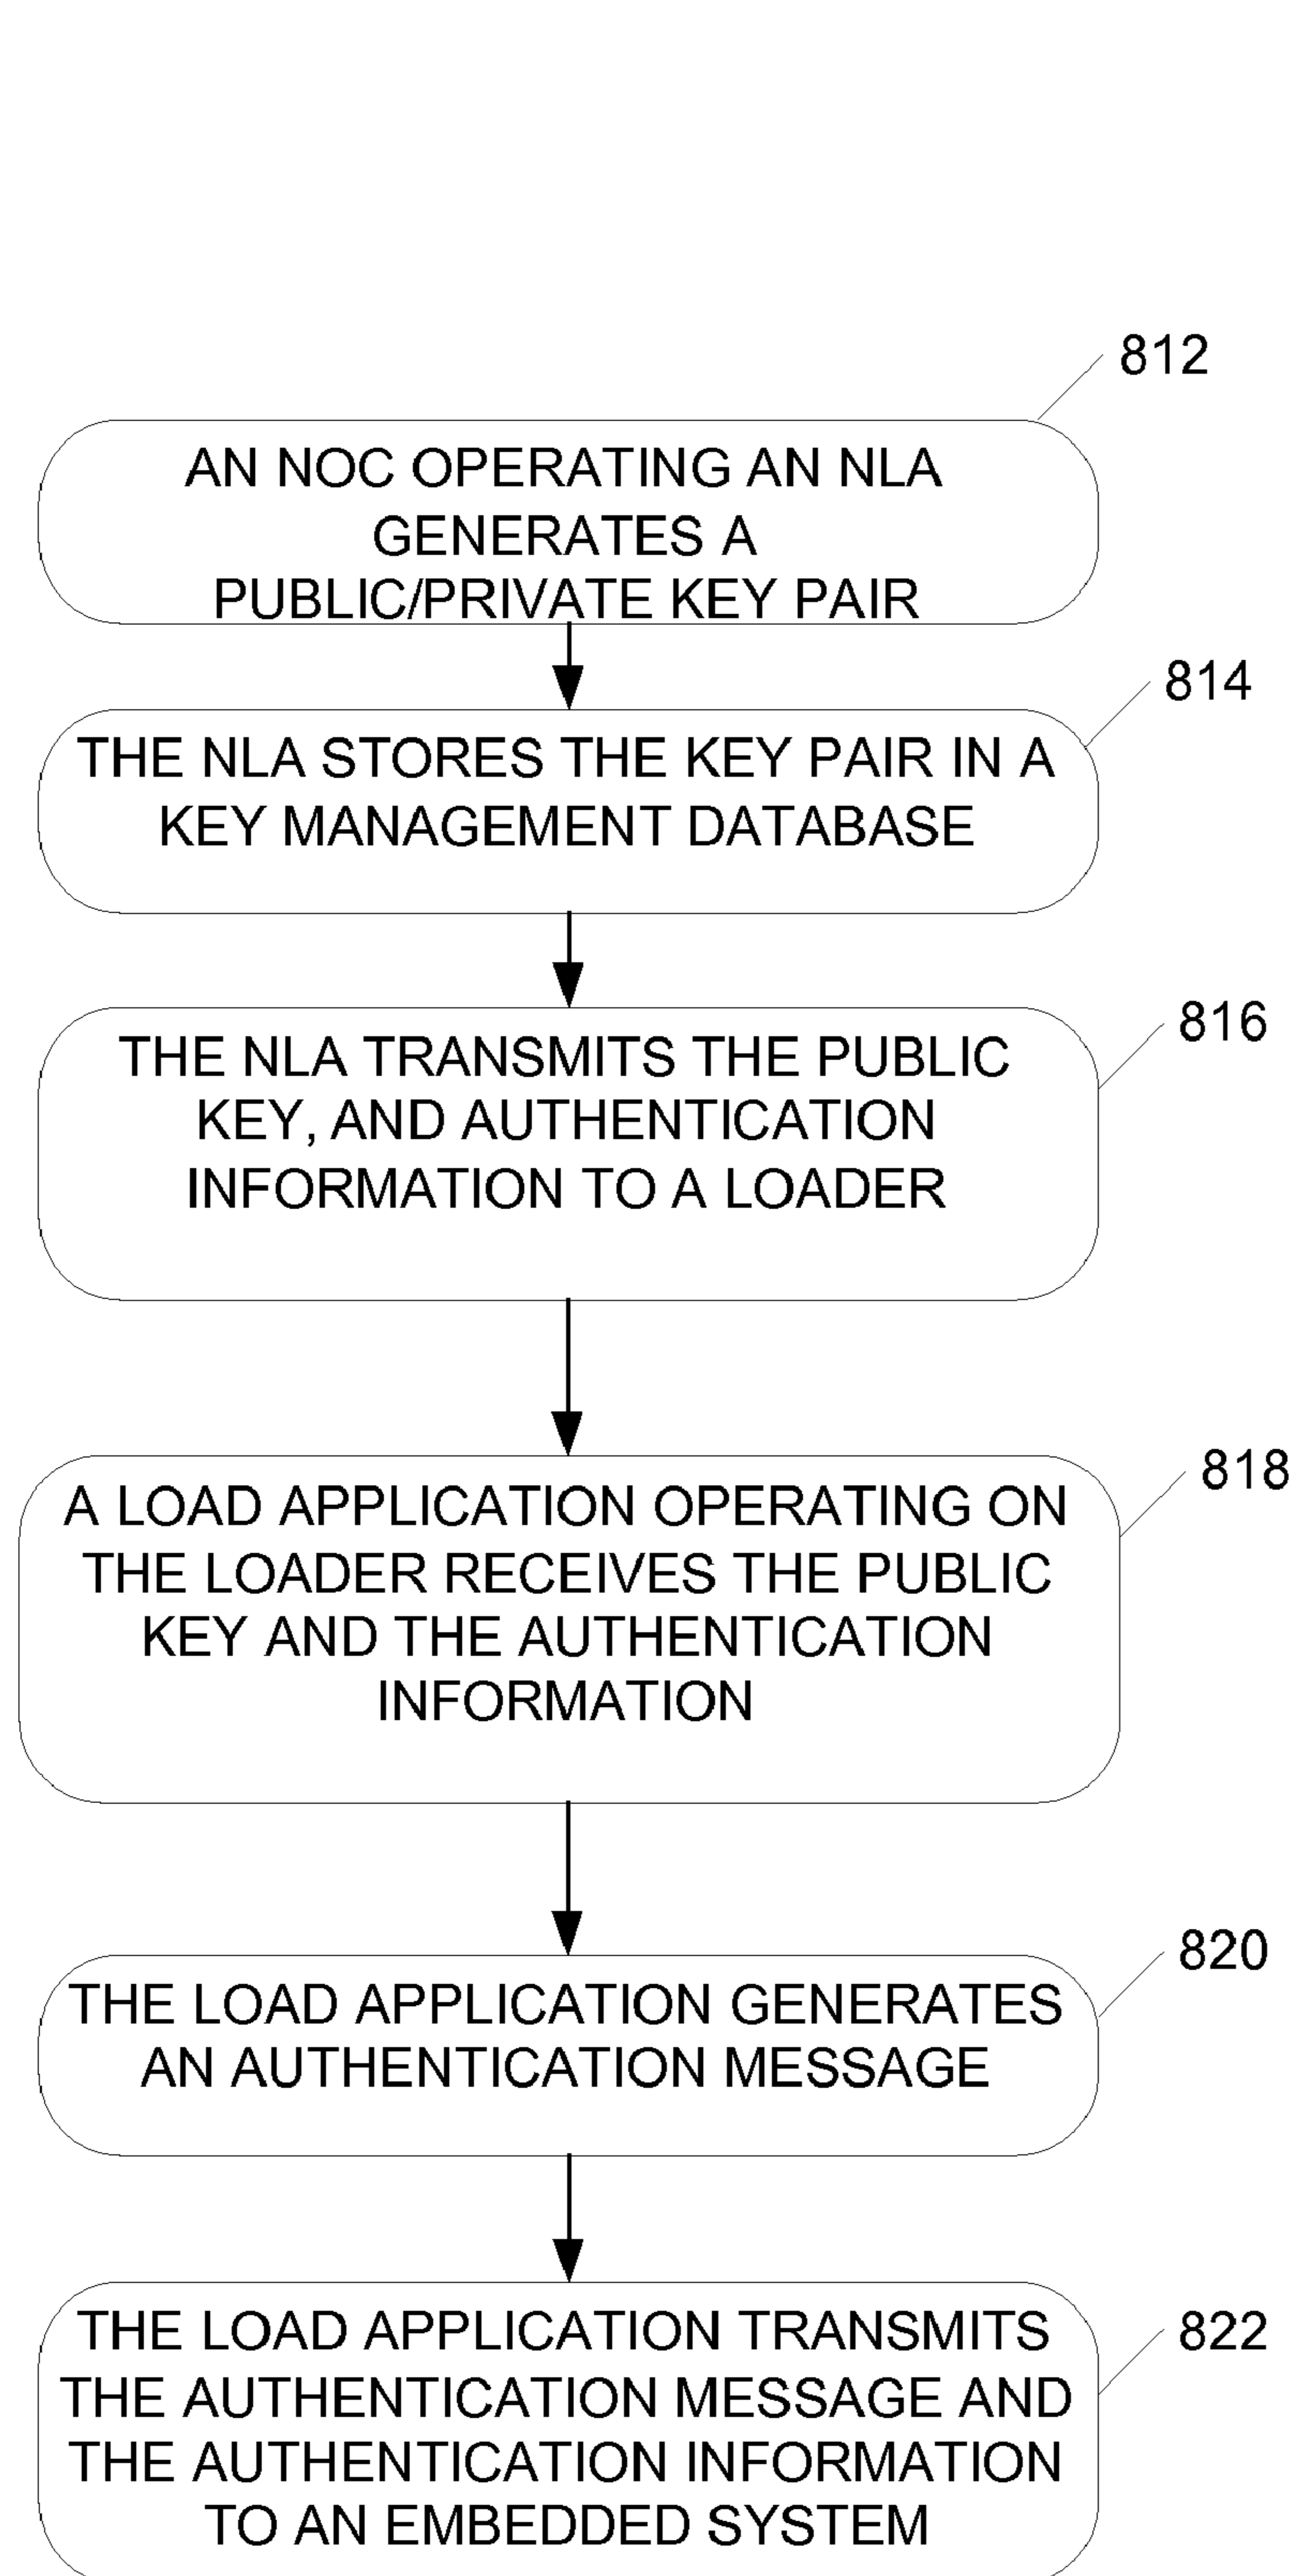 812
AN NOC OPERATING AN NLA
GENERATES A
PUBLIC/PRIVATE KEY PAIR
814
THE NLA STORES THE KEY PAIR IN A
KEY MANAGEMENT DATABASE
816
THE NLA TRANSMITS THE PUBLIC
KEY, AND AUTHENTICATION
INFORMATION TO A LOADER
818
A LOAD APPLICATION OPERATING ON
THE LOADER RECEIVES THE PUBLIC
KEY AND THE AUTHENTICATION
INFORMATION
820
THE LOAD APPLICATION GENERATES
AN AUTHENTICATION MESSAGE
822
THE LOAD APPLICATION TRANSMITS
THE AUTHENTICATION MESSAGE AND
THE AUTHENTICATION INFORMATION
TO AN EMBEDDED SYSTEM